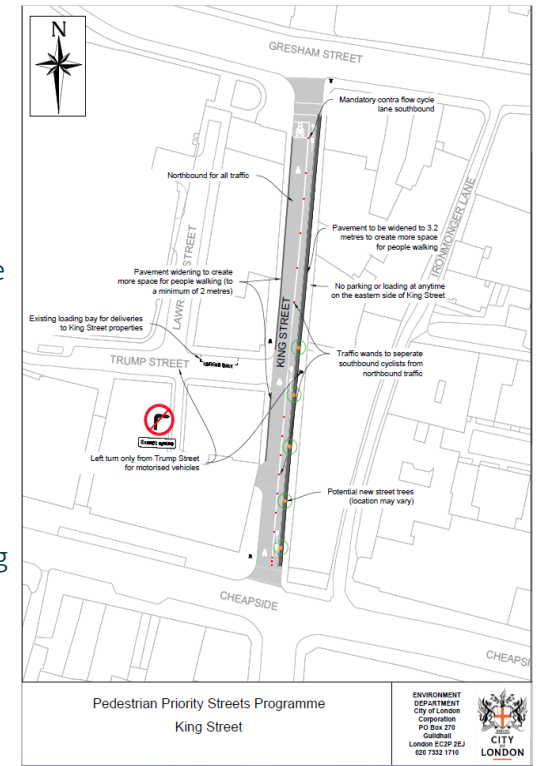 N
GRESHAM STREET
Mandatory contra flow cycle
lane southbound
Northbound for all traffic
IRONMONGER LANE
STREET
LAWR
Pavement to be widened to 3.2
metres to create more space
for people walking
Pavement widening to create
more space for people walking (to
a minimum of 2 metres)
No parking or loading at anytime
on the eastern side of King Street
KING STREET
Existing loading bay for deliveries
to King Street properties
TRUMP STREET
Traffic wands to seperate
southbound cyclists from
northbound traffic
Left turn only from Trump Street
for motorised vehicles
Potential new street trees
(location may vary)
CHEAPSIDE
CHEAPSI
Pedestrian Priority Streets Programme
King Street
ENVIRONMENT
DEPARTMENT
City of London
Corporation
PO Box 270
Guildhall
London EC2P 2EJ
020 7332 1710
CITY
OF
LONDON